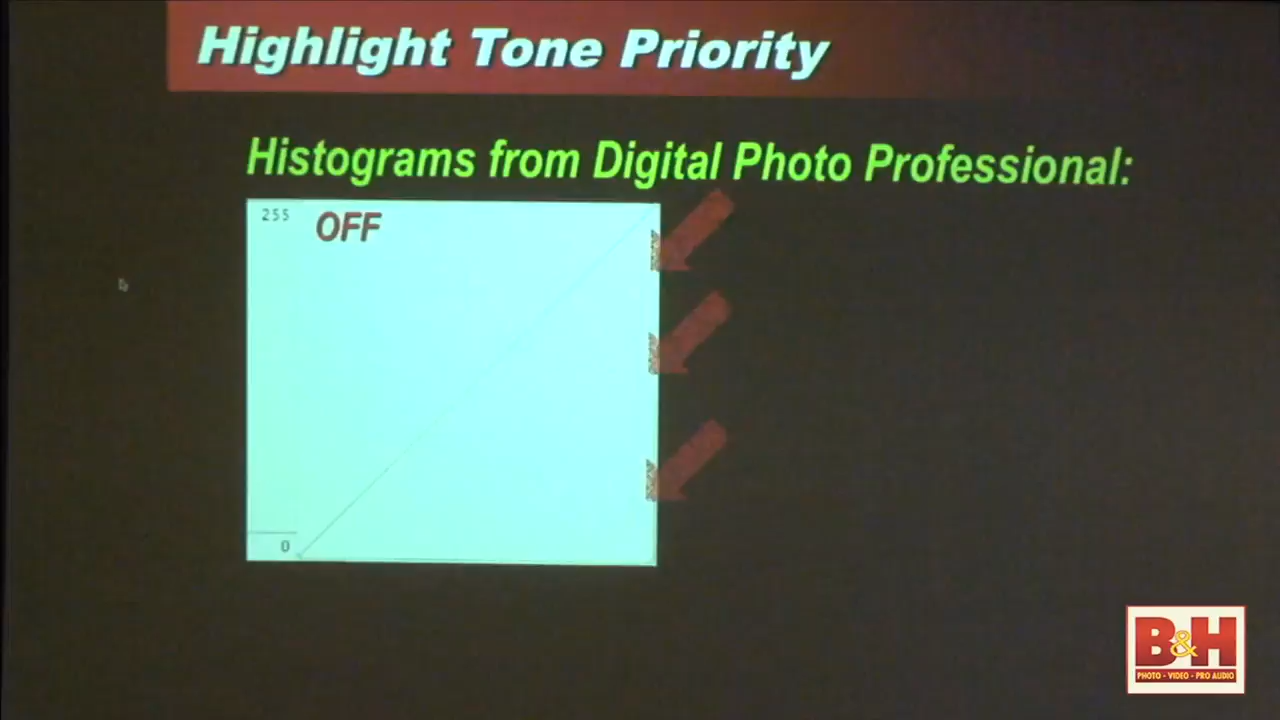 Highlight Tone Priority
Histograms from Digital Photo Professional:
255
OFF
0
B&H
PHOTO - VIDEO - PRO AUDIO